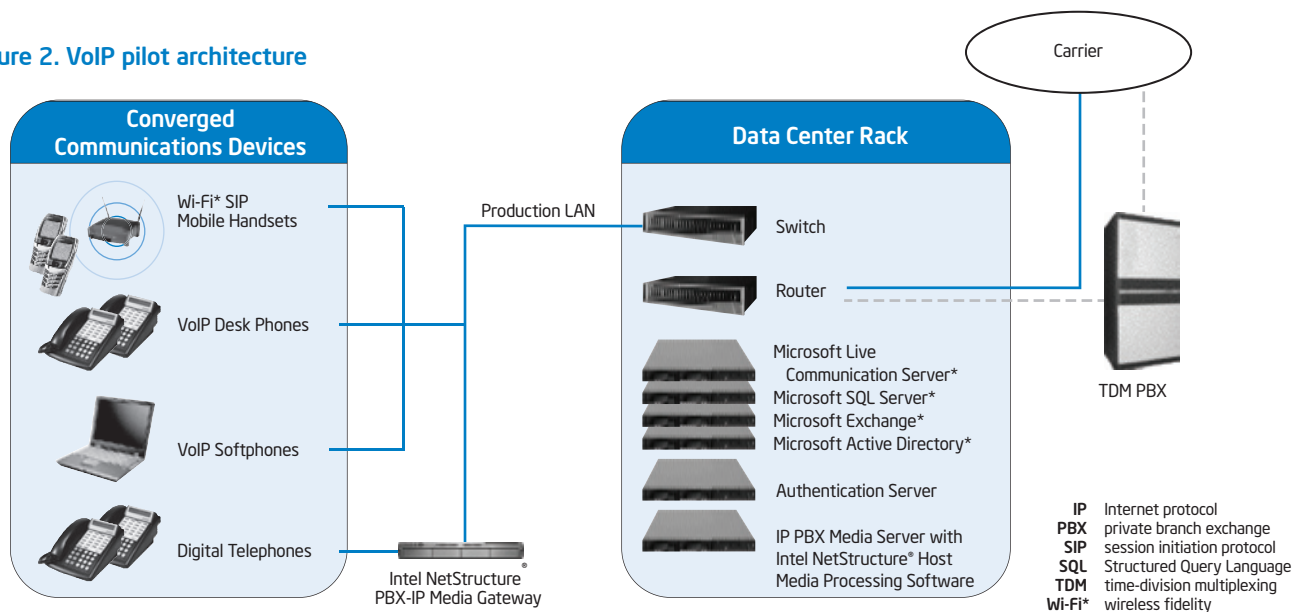 ure 2. VoIP pilot architecture
Carrier
Converged
Communications Devices
Wi-Fi* SIP
Mobile Handsets
VoIP Desk Phones
VoIP Softphones
Digital Telephones
Production LAN
Intel NetStructure®
PBX-IP Media Gateway
Data Center Rack
Switch
Router
Microsoft Live
Communication Server*
Microsoft SQL Server*
Microsoft Exchange*
Microsoft Active Directory*
Authentication Server
IP PBX Media Server with
Intel NetStructure® Host
Media Processing Software
TDM PBX
IP Internet protocol
PBX private branch exchange
SIP session initiation protocol
SQL Structured Query Language
TDM time-division multiplexing
Wi-Fi* wireless fidelity